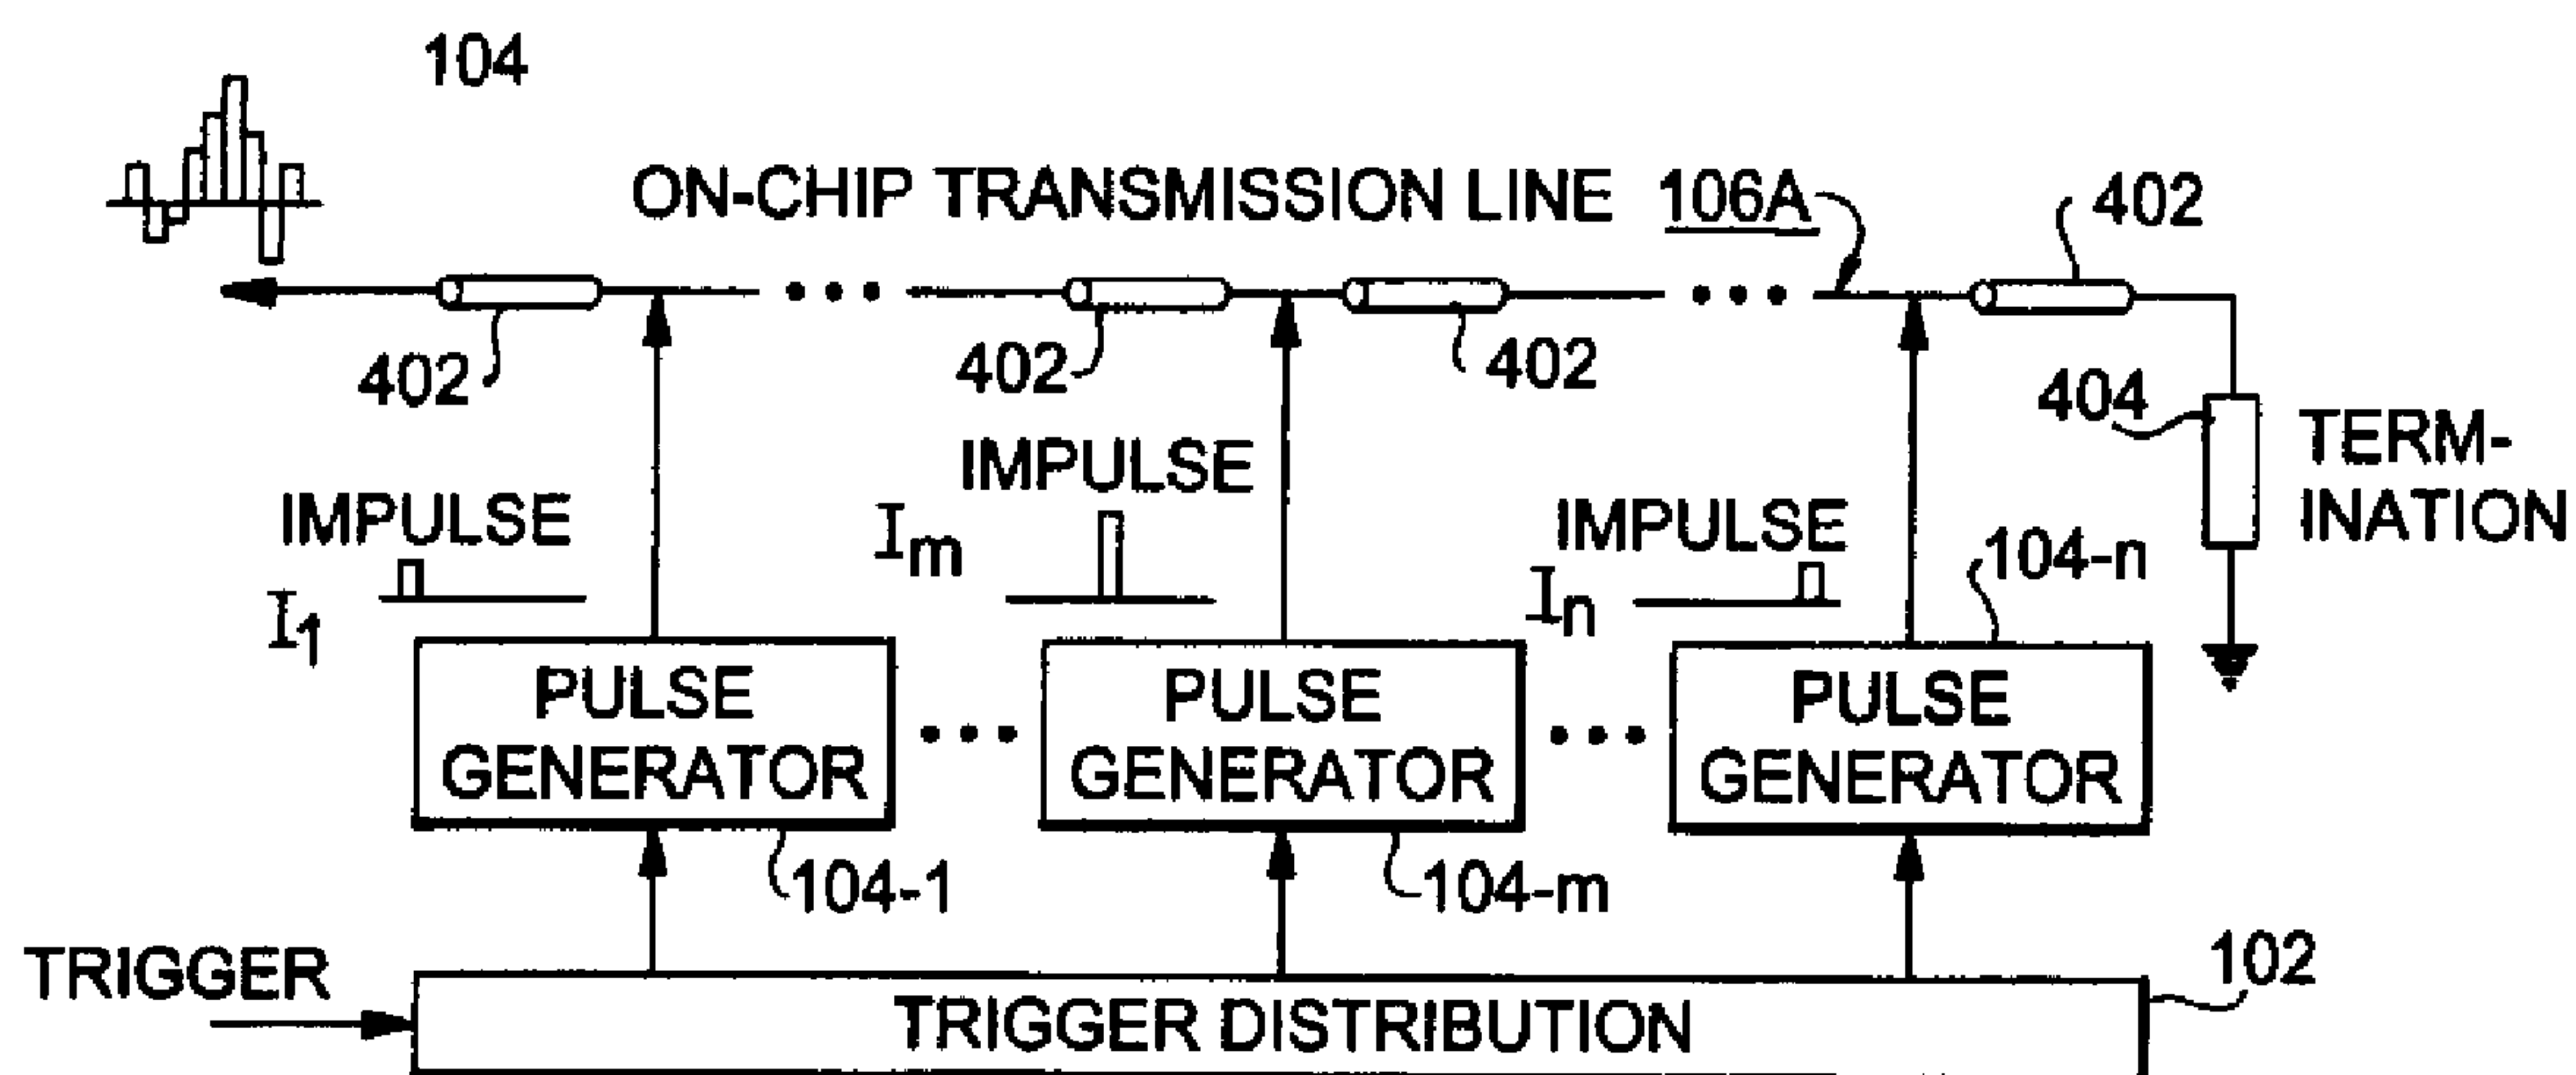 104
ON-CHIP TRANSMISSION LINE 106A
402
402
402
402
404
TERM-
INATION
IMPULSE
I1
IMPULSE
Im
IMPULSE
In
104-n
PULSE
GENERATOR
PULSE
GENERATOR
PULSE
GENERATOR
104-1
104-m
TRIGGER
102
TRIGGER DISTRIBUTION